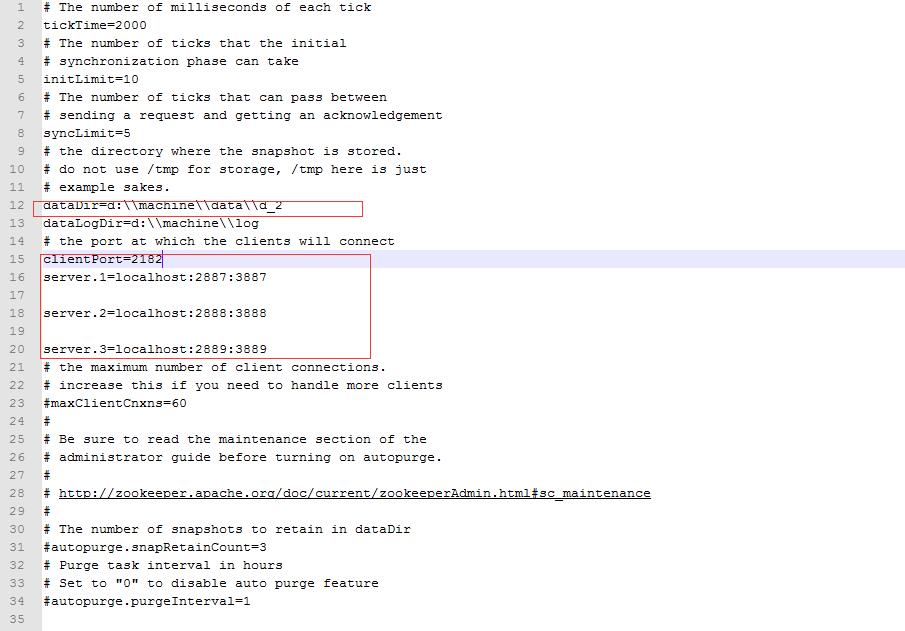 1 # The number of milliseconds of each tick
2 tickTime=2000
3 # The number of ticks that the initial
4 # synchronization phase can take
5 initLimit=10
6 # The number of ticks that can pass between
7 # sending a request and getting an acknowledgement
8 syncLimit=5
9 # the directory where the snapshot is stored.
10 # do not use /tmp for storage, /tmp here is just
11 # example sakes.
12 dataDir=d:\\machine\\data\\d_2
13 dataLogDir=d:\\machine\\log
14 # the port at which the clients will connect
15 clientPort=2182
16 server.1=localhost:2887:3887
17
18 server.2=localhost:2888:3888
19
20 server.3=localhost:2889:3889
21 # the maximum number of client connections.
22 # increase this if you need to handle more clients
23 #maxClientCnxns=60
24 #
25 # Be sure to read the maintenance section of the
26 # administrator guide before turning on autopurge.
27 #
28 # http://zookeeper.apache.org/doc/current/zookeeperAdmin.html#sc_maintenance
29 #
30 # The number of snapshots to retain in dataDir
31 #autopurge.snapRetainCount=3
32 # Purge task interval in hours
33 # Set to "0" to disable auto purge feature
34 #autopurge.purgeInterval=1
35